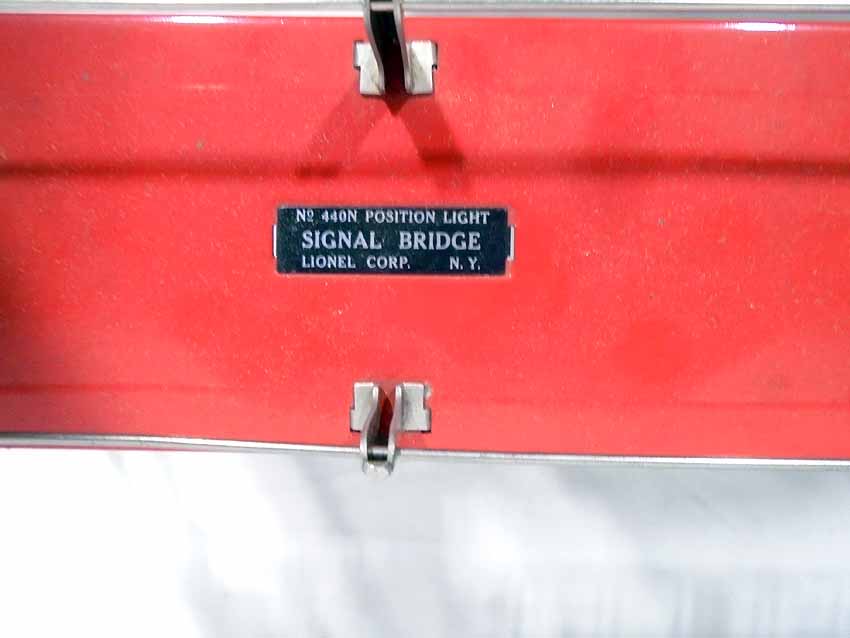 Nº 440N POSITION LIGHT
SIGNAL BRIDGE
LIONEL CORP. N.Y.